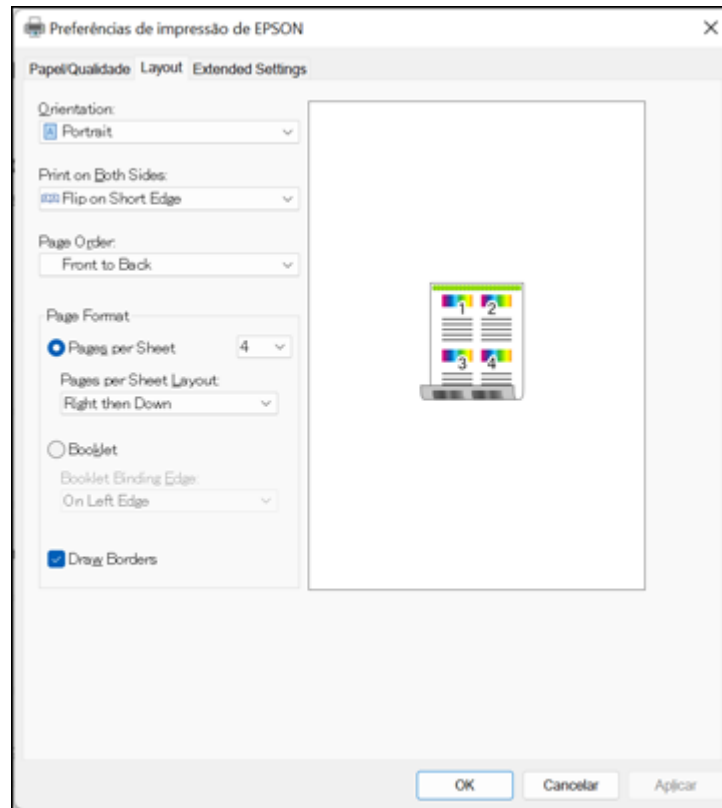 Preferências de impressão de EPSON
Papel/Qualidade Layout Extended Settings
Orientation:
Portrait
Print on Both Sides:
Flip on Short Edge
Page Order:
Front to Back
Page Format
Pages per Sheet 4
Pages per Sheet Layout
Right then Down
Booklet
Booklet Binding Edge:
On Left Edge
Draw Borders
1 2
3 4
OK Cancelar Aplicar